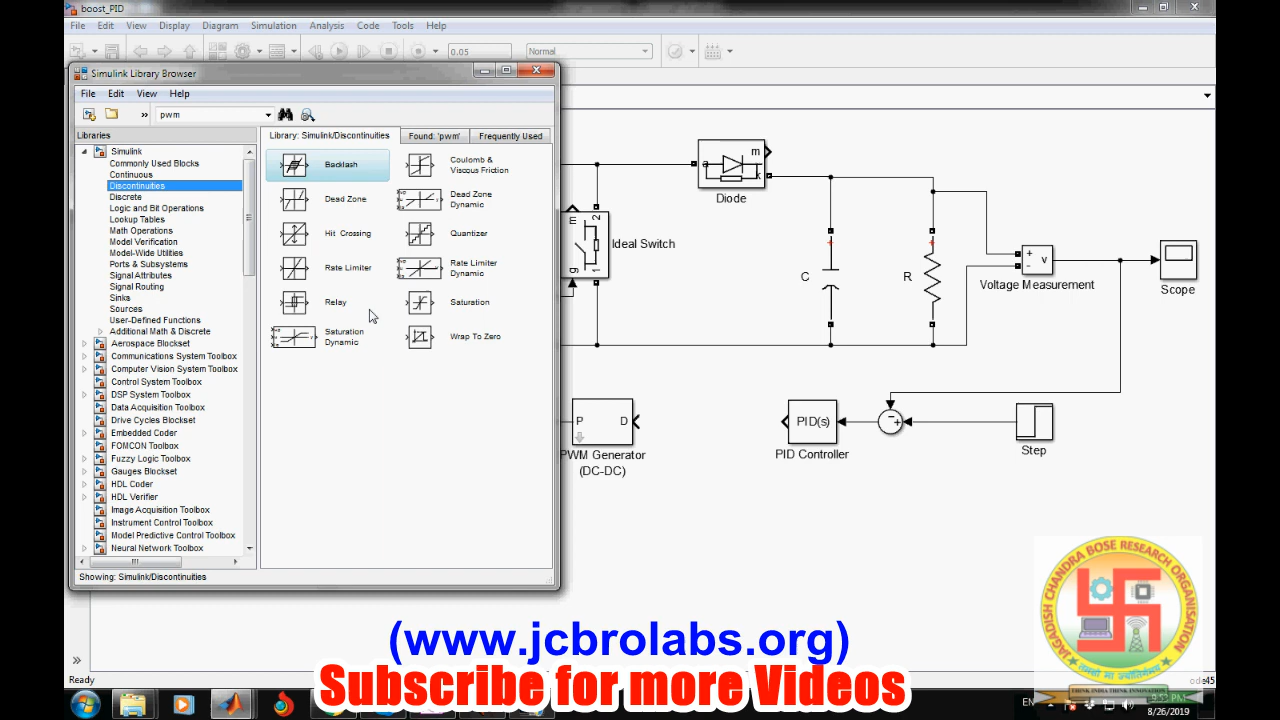 boost_PID
File Edit View Display Diagram Simulation Analysis Code Tools Help
0.05
Normal
Simulink Library Browser
File Edit View Help
» pwm
Libraries
Library: Simulink/Discontinuities
Found: 'pwm'
Frequently Used
Simulink
Commonly Used Blocks
Continuous
Discontinuities
Discrete
Logic and Bit Operations
Lookup Tables
Math Operations
Model Verification
Model-Wide Utilities
Ports & Subsystems
Signal Attributes
Signal Routing
Sinks
Sources
User-Defined Functions
Additional Math & Discrete
Aerospace Blockset
Communications System Toolbox
Computer Vision System Toolbox
Control System Toolbox
DSP System Toolbox
Data Acquisition Toolbox
Drive Cycles Blockset
Embedded Coder
FOMCON Toolbox
Fuzzy Logic Toolbox
Gauges Blockset
HDL Coder
HDL Verifier
Image Acquisition Toolbox
Instrument Control Toolbox
Model Predictive Control Toolbox
Neural Network Toolbox
Backlash
Coulomb &
Viscous Friction
Dead Zone
Dead Zone
Dynamic
Hit Crossing
Quantizer
Rate Limiter
Rate Limiter
Dynamic
Relay
Saturation
Saturation
Dynamic
Wrap To Zero
Showing: Simulink/Discontinuities
m
a
k
Diode
m
2
g
1
Ideal Switch
C
R
+
-
v
Voltage Measurement
Scope
P D
PWM Generator
(DC-DC)
PID(s)
PID Controller
Step
»
Ready
ode45
JAGADISH CHANDRA BOSE RESEARCH ORGANISATION
THINK INDIA THINK INNOVATION
(www.jcbrolabs.org)
Subscribe for more Videos
EN
9:53 PM
8/26/2019